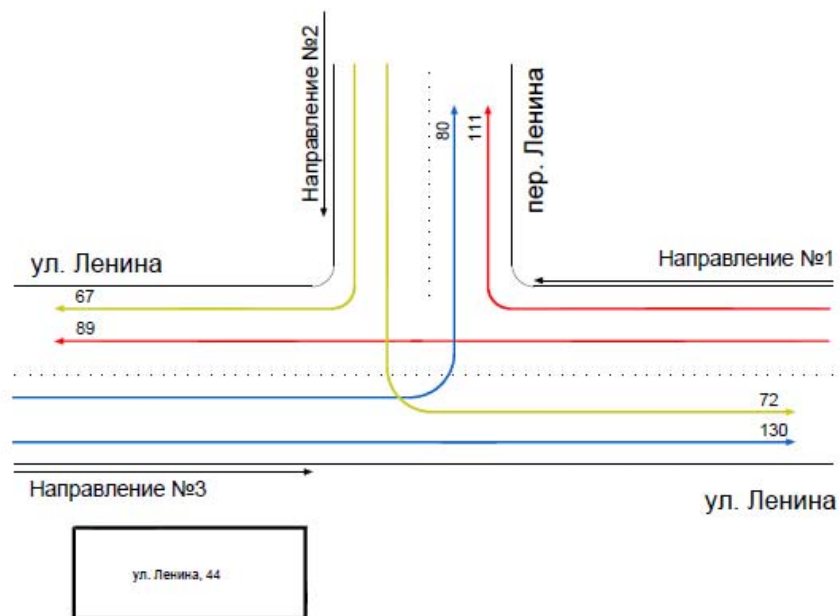 Направление №2
80
111
пер. Ленина
ул. Ленина
Направление №1
67
89
72
130
Направление №3
ул. Ленина
ул. Ленина, 44